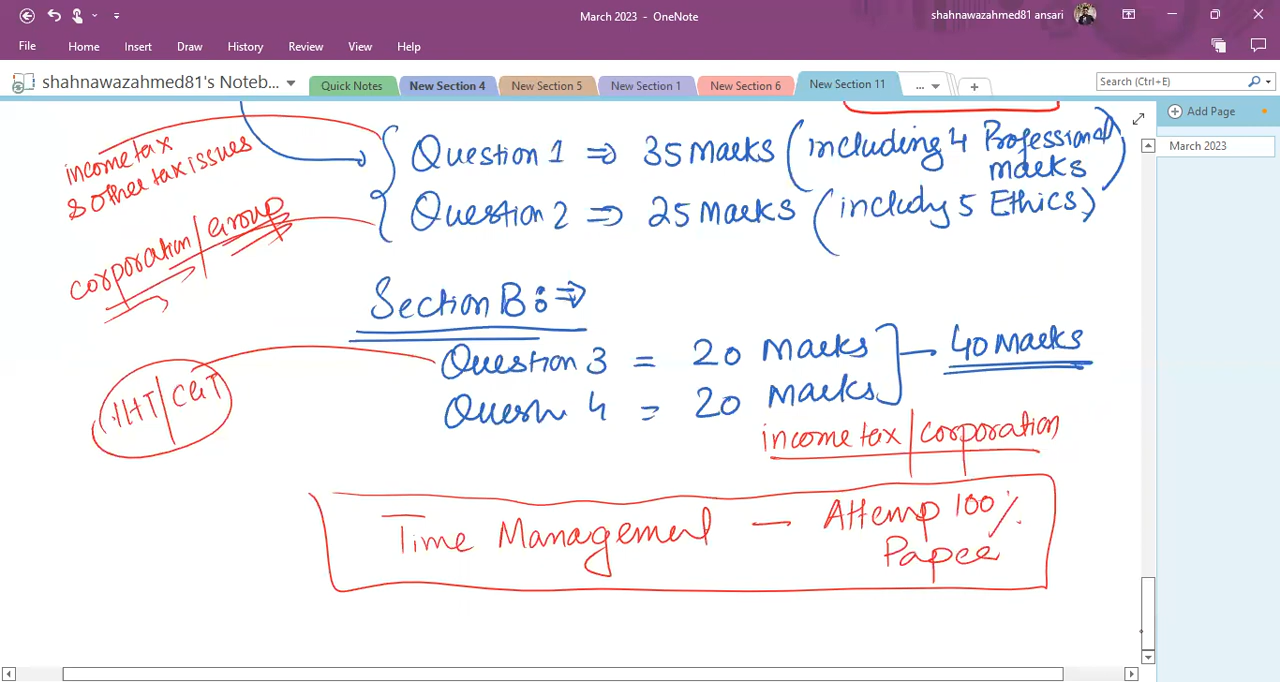 March 2023 - OneNote
shahnawazahmed81 ansari
File Home Insert Draw History Review View Help
shahnawazahmed81's Noteb...
Quick Notes New Section 4 New Section 5 New Section 1 New Section 6 New Section 11 ...
Search (Ctrl+E)
Add Page
March 2023
income tax
& other tax issues
corporation/Group
Question 1 ⇒ 35 Marks (including 4 Professional
marks)
Question 2 ⇒ 25 Marks (includy 5 Ethics)
Section B: ⇒
Question 3 = 20 Marks
40 Marks
Questn 4 = 20 Marks
IHT/CGT
income tax | corporation
Time Management — Attemp 100%
Paper